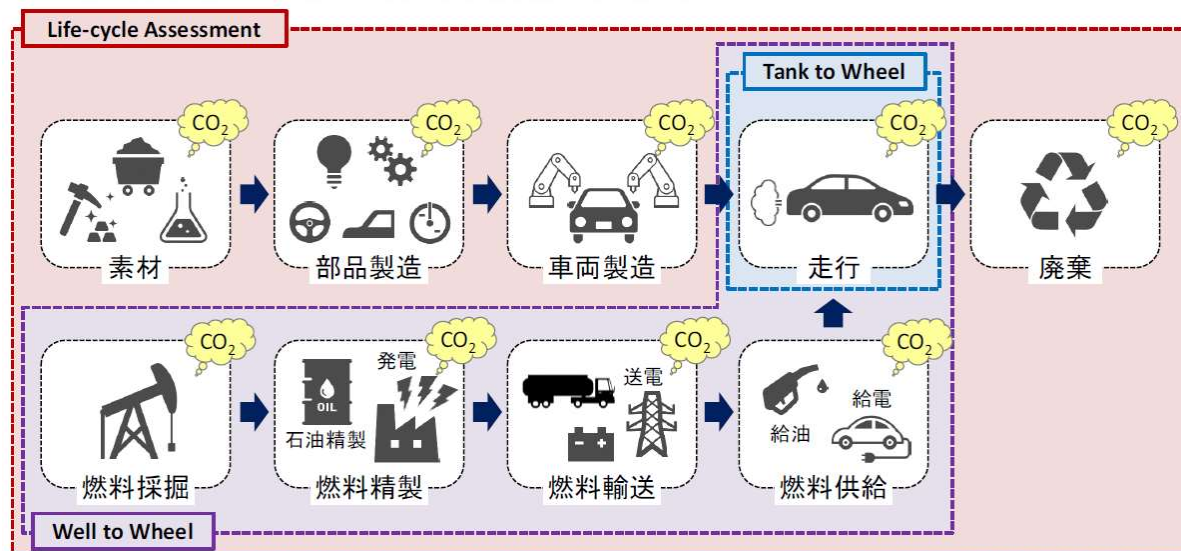 Life-cycle Assessment
Tank to Wheel
CO2
CO2
CO2
CO2
CO2
素材
部品製造
車両製造
走行
廃棄
CO2
CO2
CO2
CO2
発電
OIL
石油精製
送電
給電
給油
燃料採掘
燃料精製
燃料輸送
燃料供給
Well to Wheel